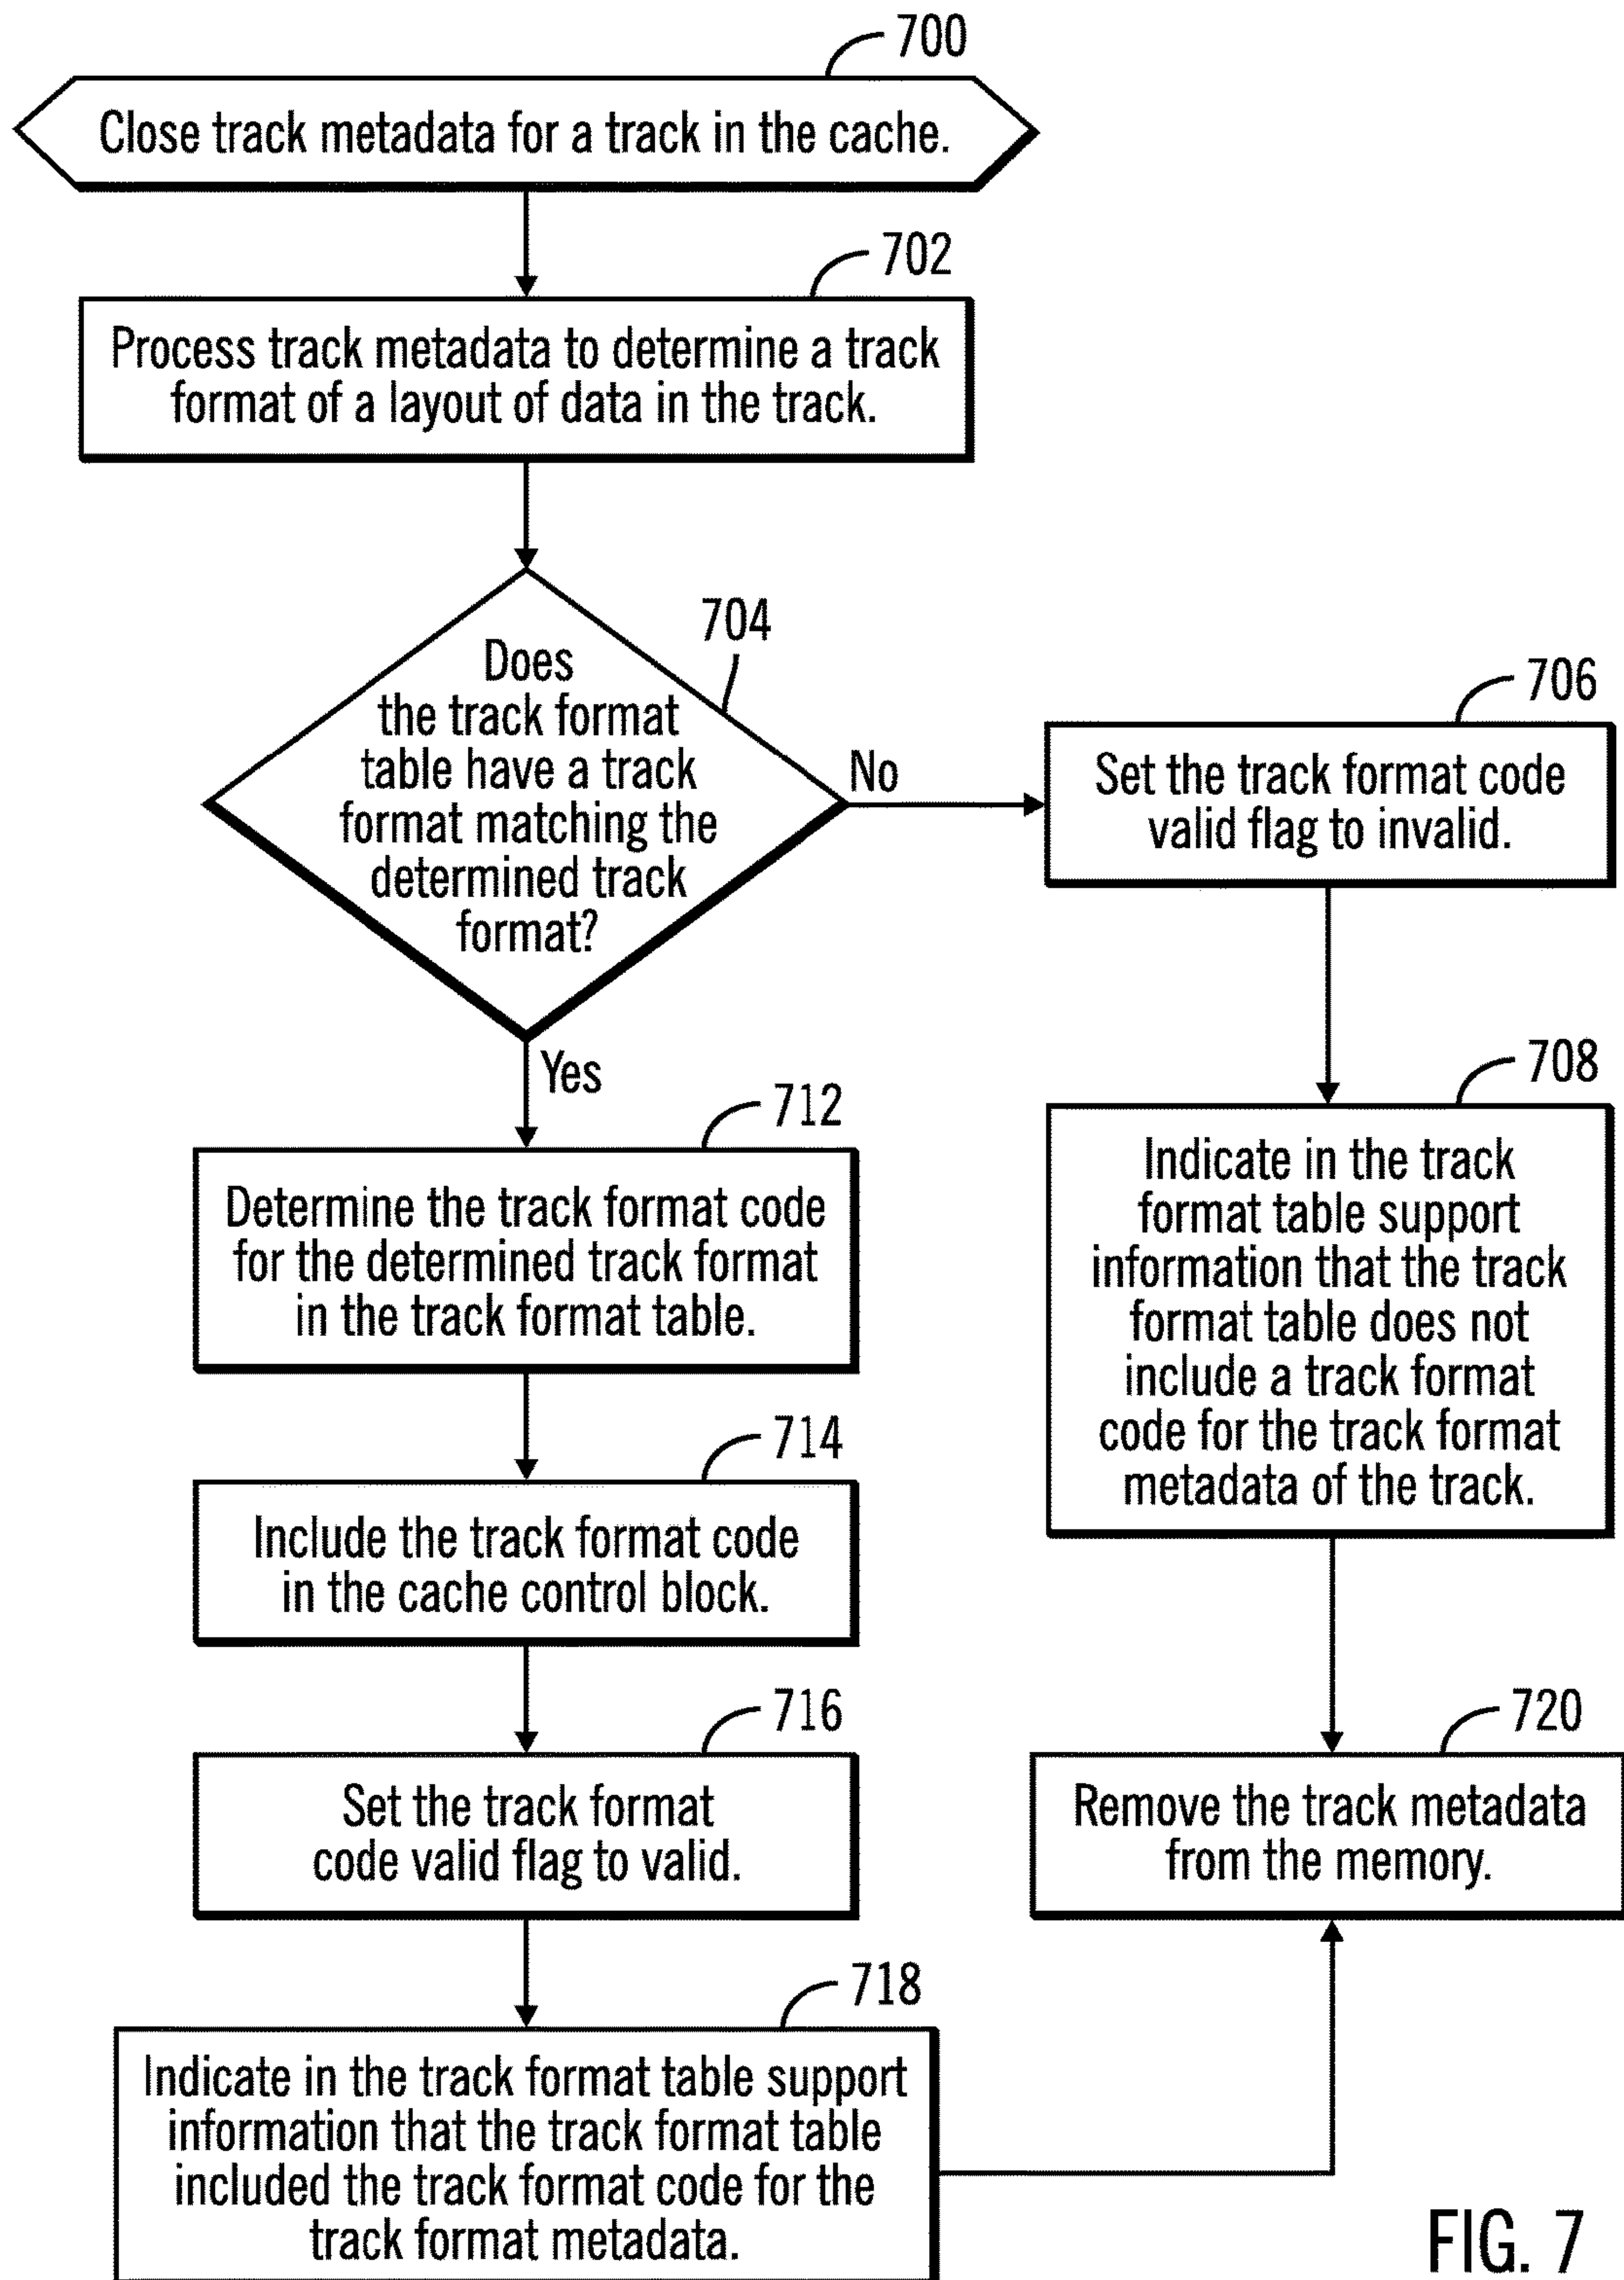 700
Close track metadata for a track in the cache.
702
Process track metadata to determine a track
format of a layout of data in the track.
704
Does
the track format
table have a track
format matching the
determined track
format?
No
706
Set the track format code
valid flag to invalid.
Yes
708
Indicate in the track
format table support
information that the track
format table does not
include a track format
code for the track format
metadata of the track.
712
Determine the track format code
for the determined track format
in the track format table.
714
Include the track format code
in the cache control block.
716
Set the track format
code valid flag to valid.
720
Remove the track metadata
from the memory.
718
Indicate in the track format table support
information that the track format table
included the track format code for the
track format metadata.
FIG. 7